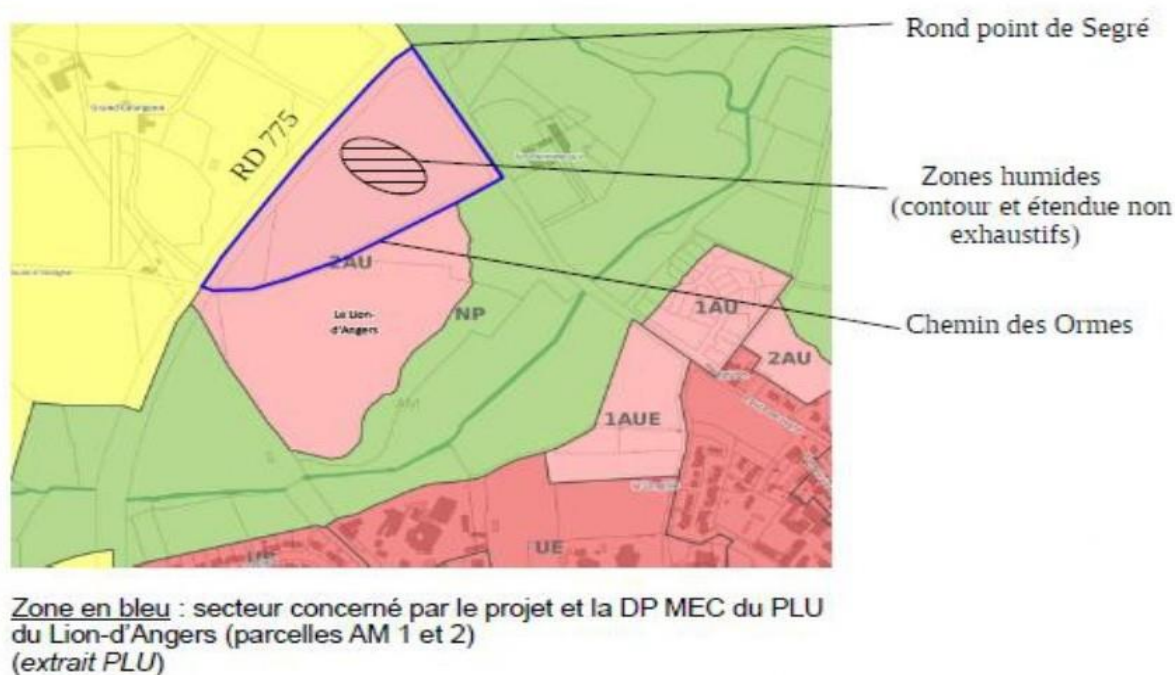 Rond point de Segré
RD 775
Zones humides
(contour et étendue non
exhaustifs)
2AU
Le Lion-
d'Angers
NP
1AU
Chemin des Ormes
2AU
AM
1AUE
UE
Zone en bleu : secteur concerné par le projet et la DP MEC du PLU
du Lion-d'Angers (parcelles AM 1 et 2)
(extrait PLU)